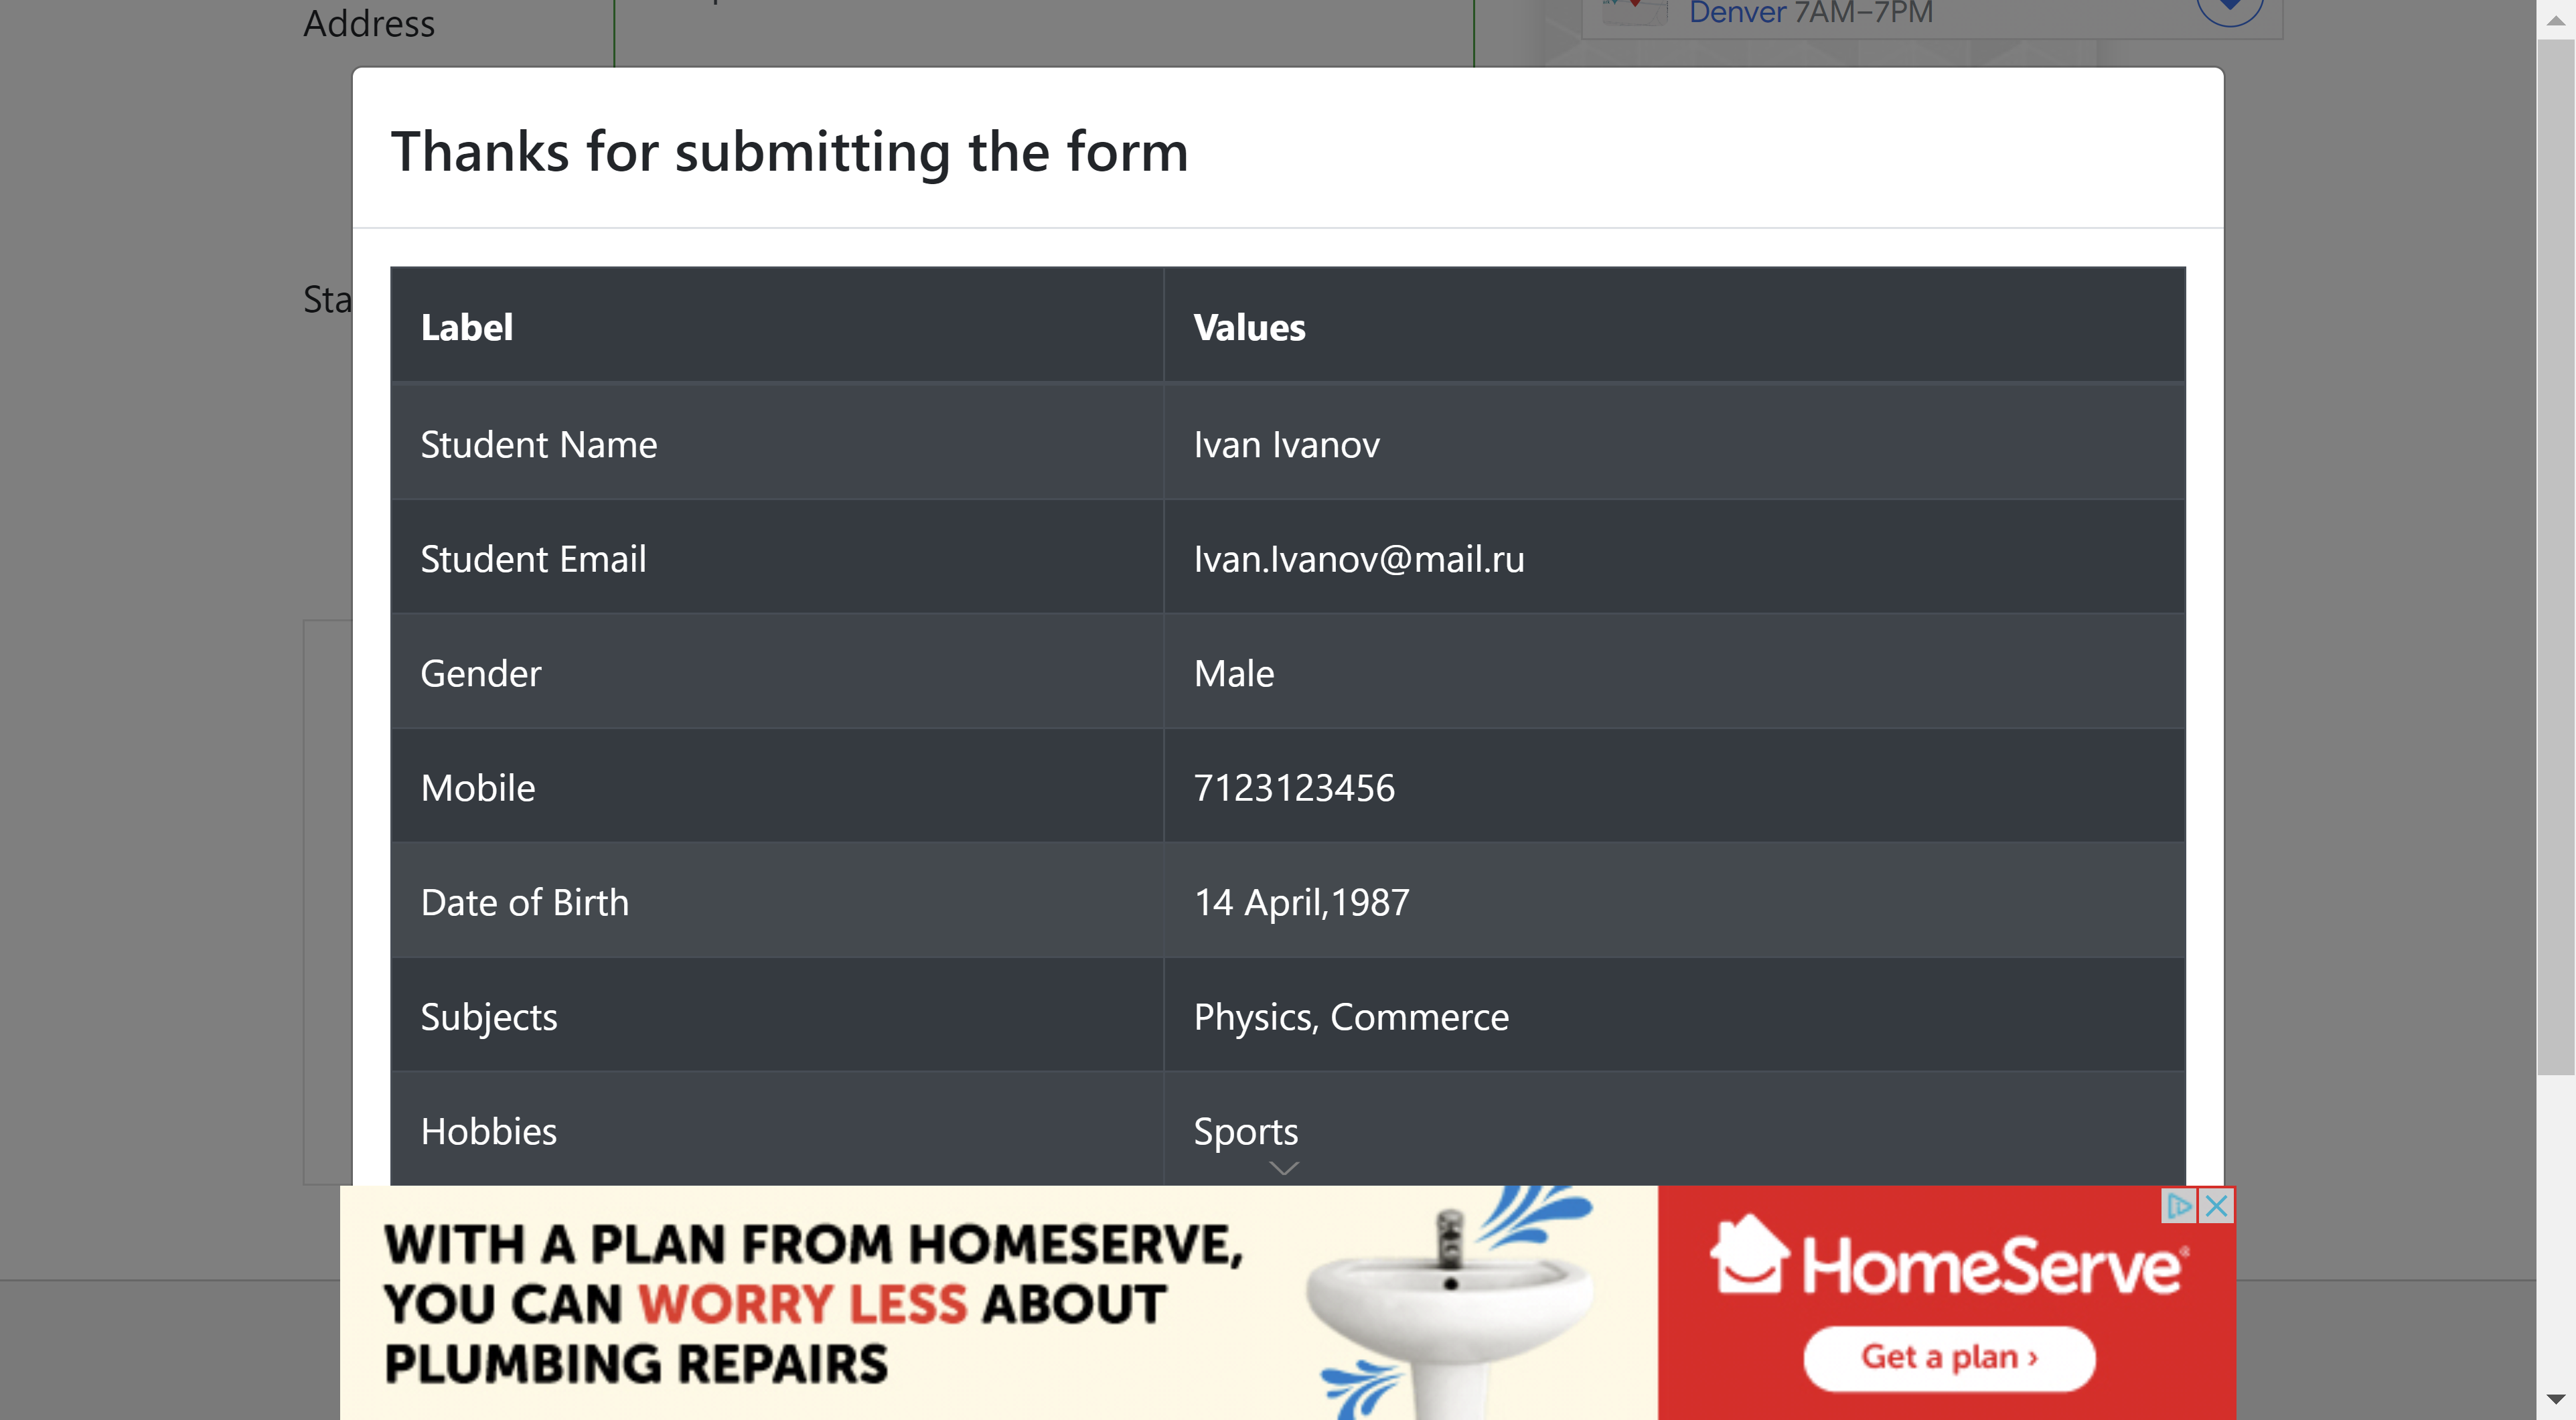 Address
Denver 7AM–7PM
Thanks for submitting the form
Label Values
Student Name Ivan Ivanov
Student Email Ivan.Ivanov@mail.ru
Gender Male
Mobile 7123123456
Date of Birth 14 April,1987
Subjects Physics, Commerce
Hobbies Sports
WITH A PLAN FROM HOMESERVE,
YOU CAN WORRY LESS ABOUT
PLUMBING REPAIRS
HomeServe®
Get a plan ›